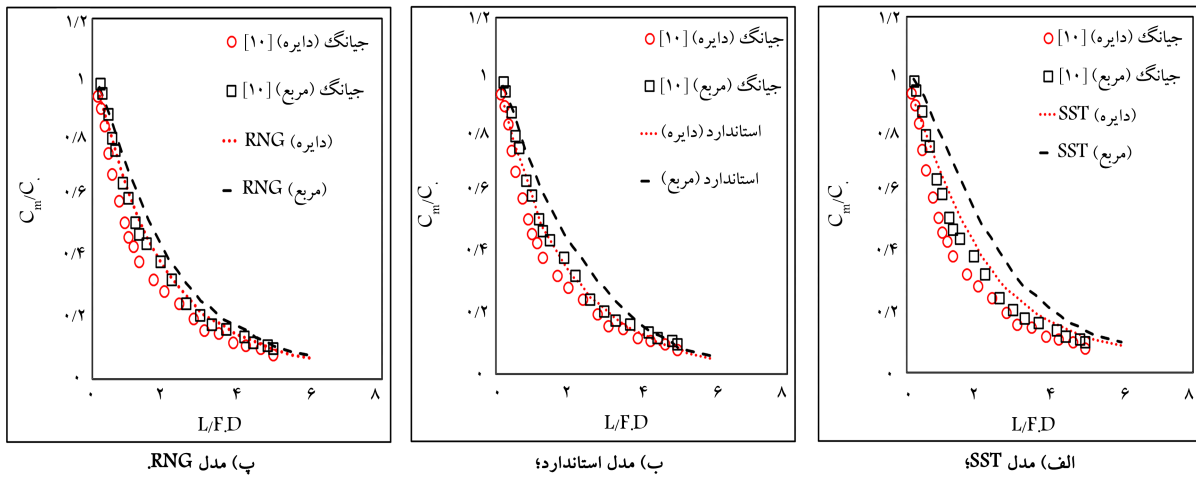 ۱/۲
۱
۰/۸
۰/۶
۰/۴
۰/۲
۰
C_m/C.
۰
۲
۴
۶
۸
L/F.D
جیانگ (دایره) [۱۰]
جیانگ (مربع) [۱۰]
SST (دایره)
SST (مربع)
الف) مدل SST؛
۱/۲
۱
۰/۸
۰/۶
۰/۴
۰/۲
۰
C_m/C.
۰
۲
۴
۶
۸
L/F.D
جیانگ (دایره) [۱۰]
جیانگ (مربع) [۱۰]
استاندارد (دایره)
استاندارد (مربع)
ب) مدل استاندارد؛
۱/۲
۱
۰/۸
۰/۶
۰/۴
۰/۲
۰
C_m/C.
۰
۲
۴
۶
۸
L/F.D
جیانگ (دایره) [۱۰]
جیانگ (مربع) [۱۰]
RNG (دایره)
RNG (مربع)
پ) مدل RNG.